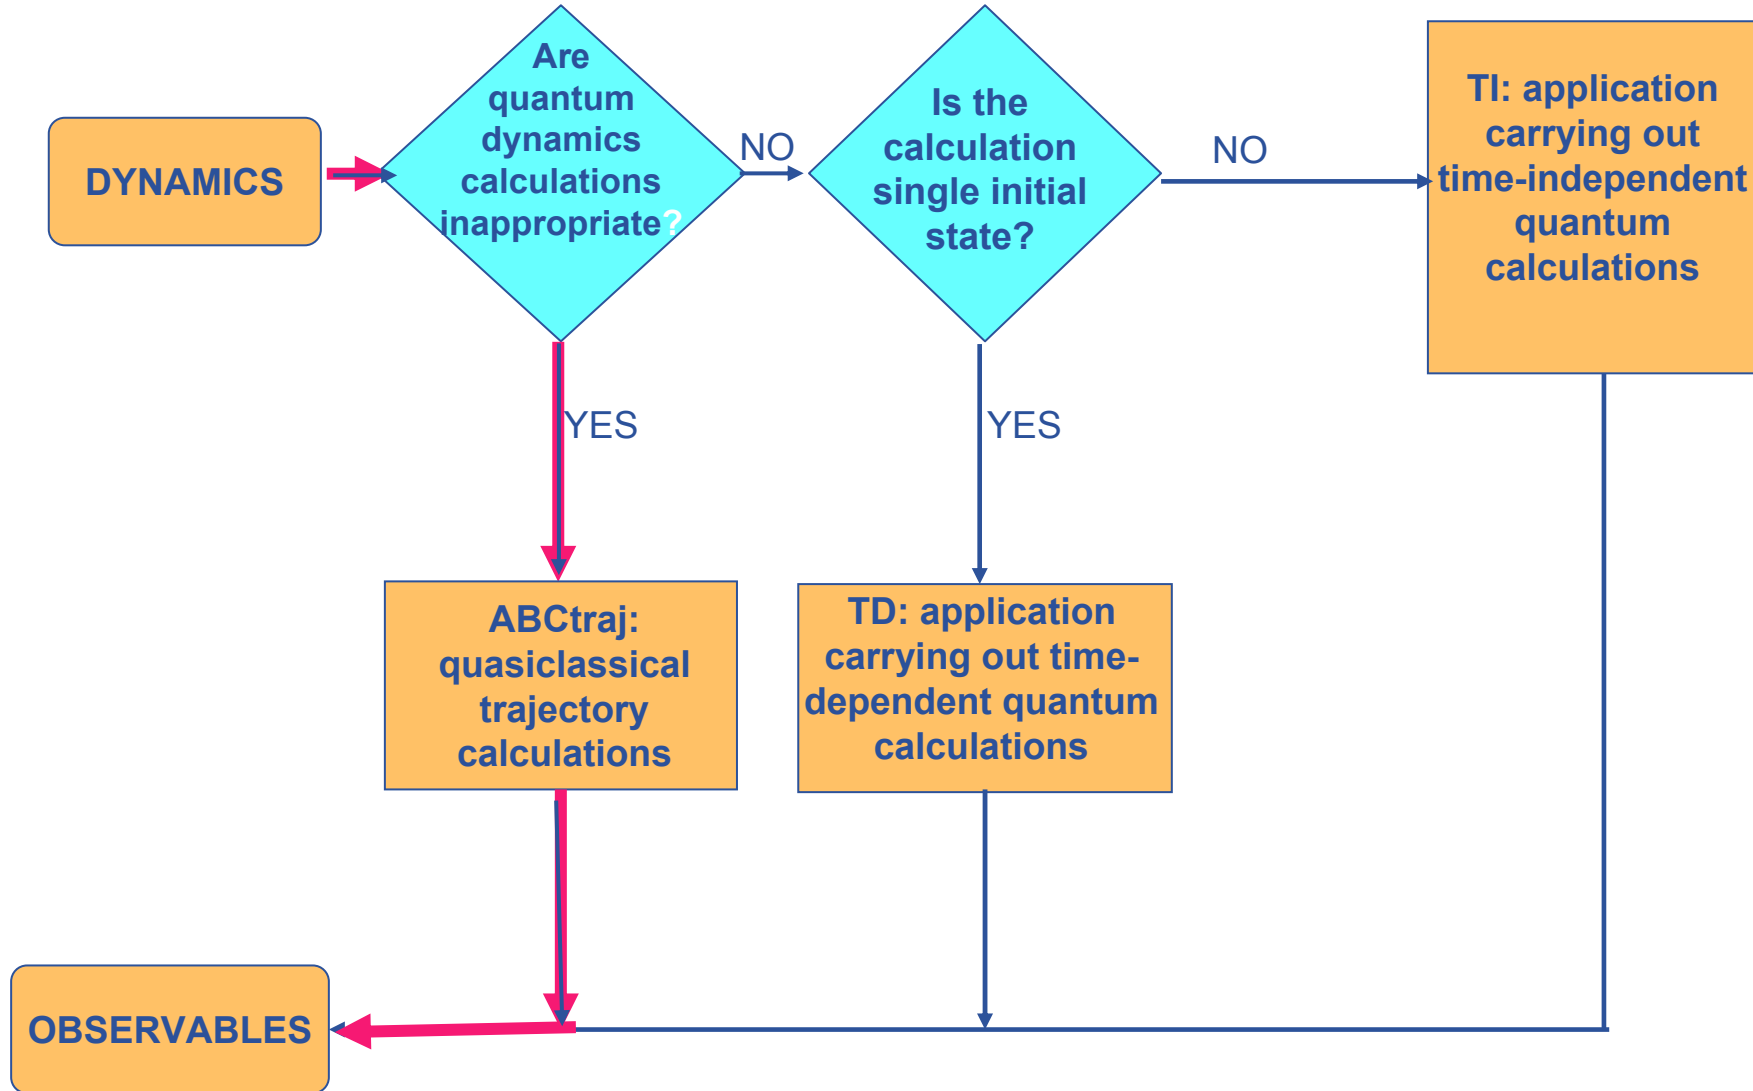 DYNAMICS
Are
quantum
dynamics
calculations
inappropriate?
NO
Is the
calculation
single initial
state?
NO
TI: application
carrying out
time-independent
quantum
calculations
YES
YES
ABCtraj:
quasiclassical
trajectory
calculations
TD: application
carrying out time-
dependent quantum
calculations
OBSERVABLES